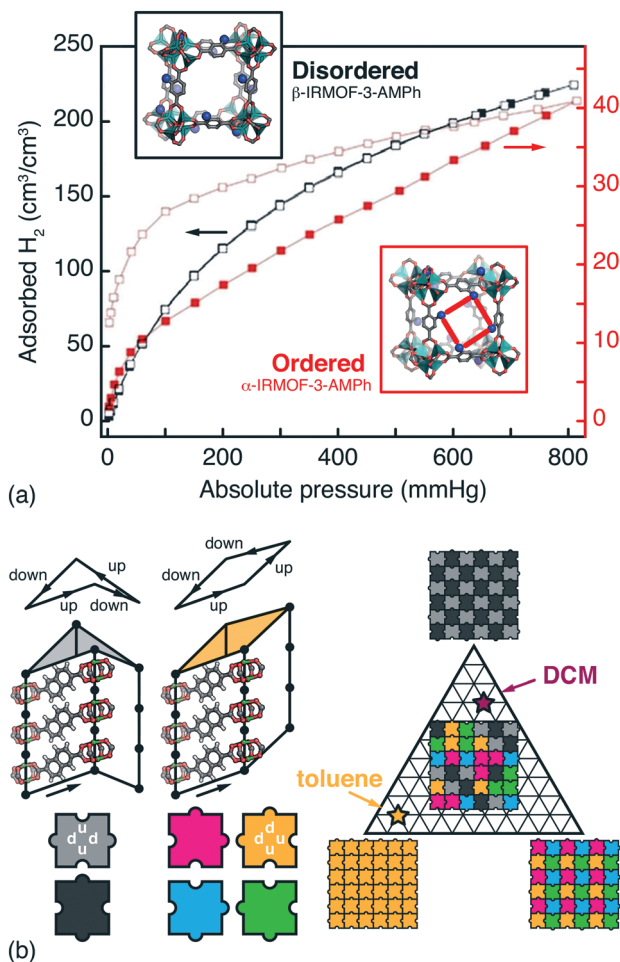 (a)
250
200
150
100
50
0
Adsorbed H₂ (cm³/cm³)
Disordered
β-IRMOF-3-AMPh
40
30
20
10
0
Ordered
α-IRMOF-3-AMPh
0 200 400 600 800
Absolute pressure (mmHg)
(b)
down up
up down
down
up up
DCM
toluene
u
d d
u
u
d d
u